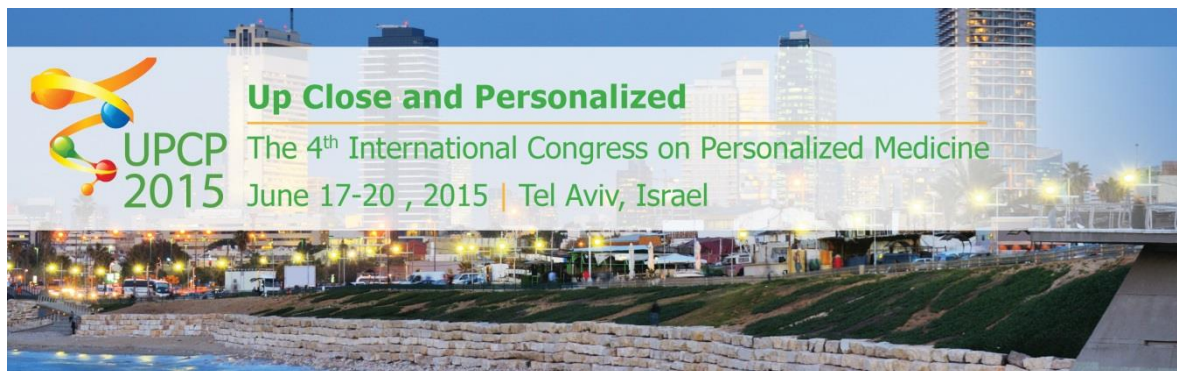 Up Close and Personalized
UPCP
2015
The 4th International Congress on Personalized Medicine
June 17-20 , 2015 | Tel Aviv, Israel